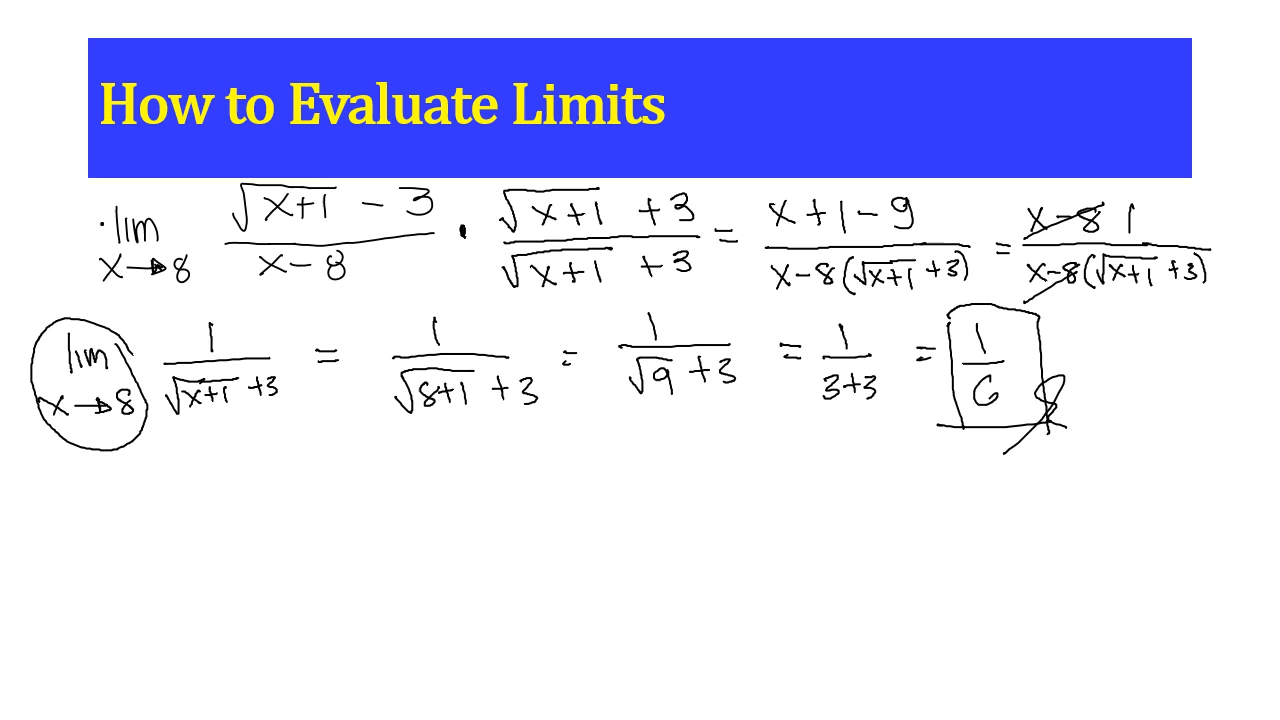 How to Evaluate Limits
. lim x→8 (√(x+1) − 3)/(x−8) · (√(x+1) + 3)/(√(x+1) + 3) = (x+1−9)/(x−8(√(x+1) +3)) = (x−8 1)/(x−8(√(x+1) +3))
lim x→8 1/(√(x+1) +3) = 1/(√(8+1) +3) = 1/(√9 +3) = 1/(3+3) = 1/6